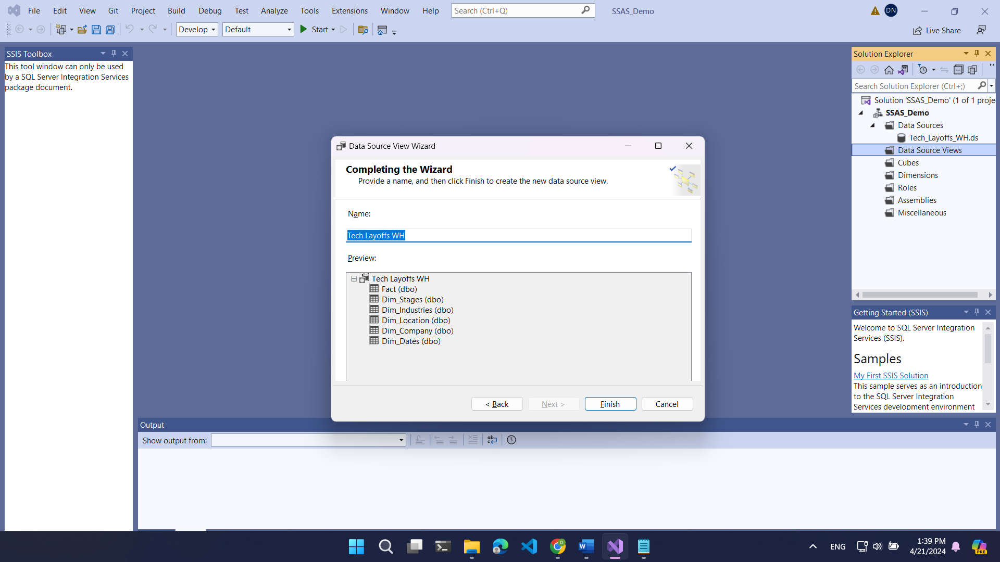 File Edit View Git Project Build Debug Test Analyze Tools Extensions Window Help Search (Ctrl+Q) SSAS_Demo DN
Develop Default Start Live Share
SSIS Toolbox
This tool window can only be used
by a SQL Server Integration Services
package document.
Data Source View Wizard
Completing the Wizard
Provide a name, and then click Finish to create the new data source view.
Name:
Tech Layoffs WH
Preview:
Tech Layoffs WH
Fact (dbo)
Dim_Stages (dbo)
Dim_Industries (dbo)
Dim_Location (dbo)
Dim_Company (dbo)
Dim_Dates (dbo)
< Back Next > Finish Cancel
Solution Explorer
Search Solution Explorer (Ctrl+;)
Solution 'SSAS_Demo' (1 of 1 proje
SSAS_Demo
Data Sources
Tech_Layoffs_WH.ds
Data Source Views
Cubes
Dimensions
Roles
Assemblies
Miscellaneous
Getting Started (SSIS)
Welcome to SQL Server Integration
Services (SSIS).
Samples
My First SSIS Solution
This sample serves as an introduction
to the SQL Server Integration
Services development environment
Output
Show output from:
ENG
1:39 PM
4/21/2024
PRE